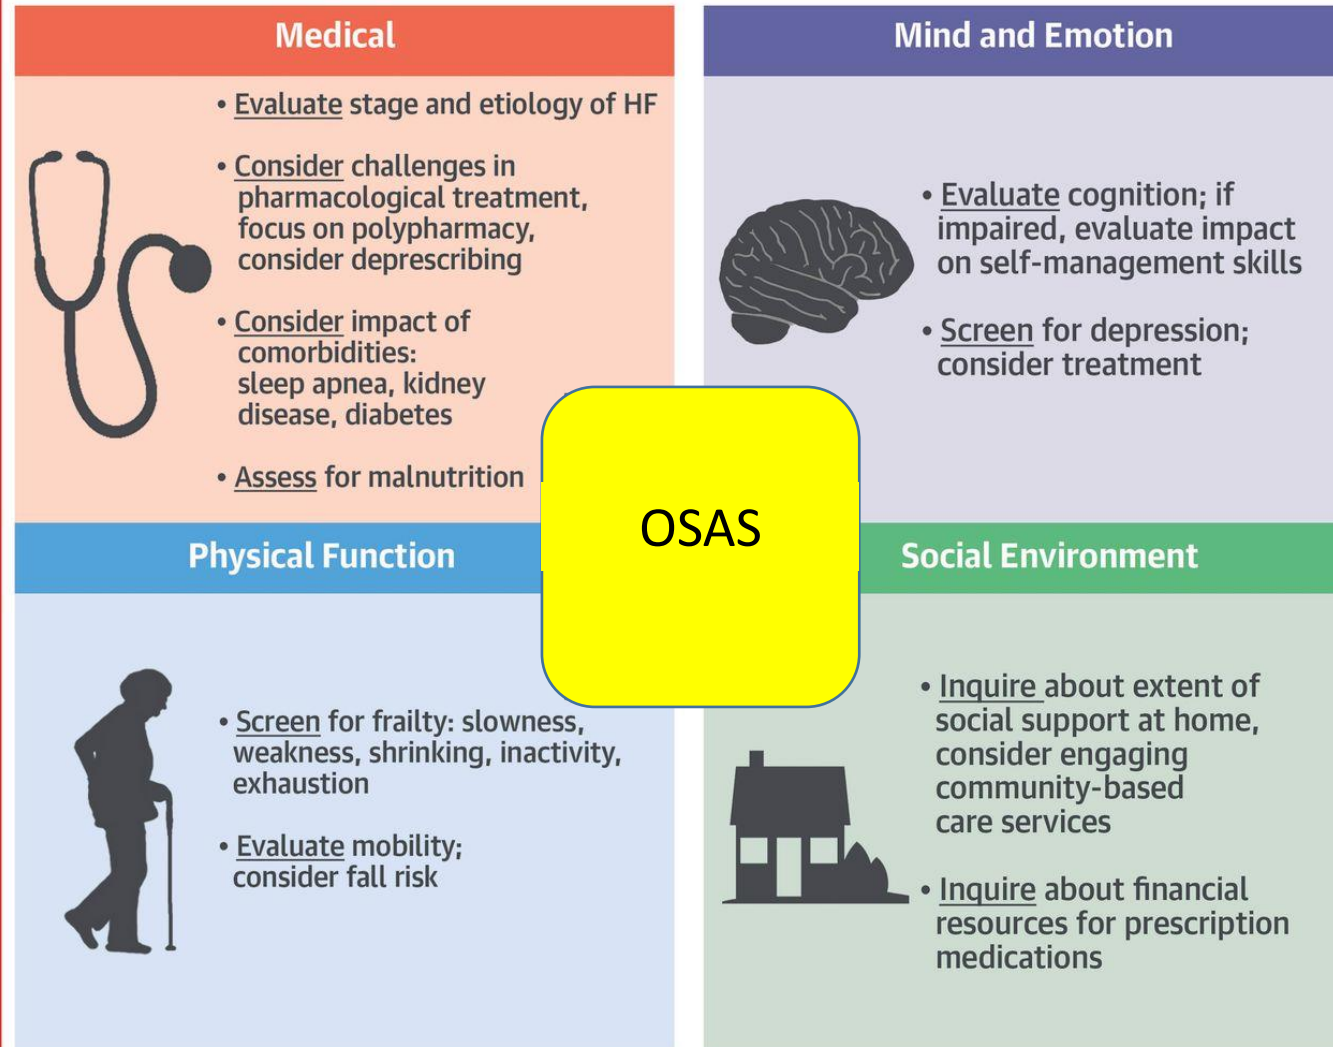 Medical
• Evaluate stage and etiology of HF
• Consider challenges in
pharmacological treatment,
focus on polypharmacy,
consider deprescribing
• Consider impact of
comorbidities:
sleep apnea, kidney
disease, diabetes
• Assess for malnutrition
Mind and Emotion
• Evaluate cognition; if
impaired, evaluate impact
on self-management skills
• Screen for depression;
consider treatment
OSAS
Physical Function
• Screen for frailty: slowness,
weakness, shrinking, inactivity,
exhaustion
• Evaluate mobility;
consider fall risk
Social Environment
• Inquire about extent of
social support at home,
consider engaging
community-based
care services
• Inquire about financial
resources for prescription
medications